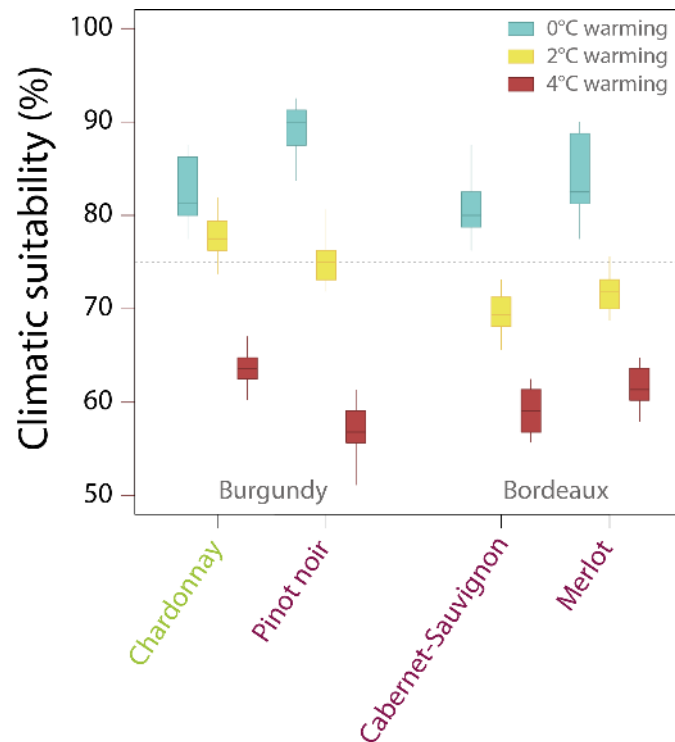 Climatic suitability (%)
100
90
80
70
60
50
0°C warming
2°C warming
4°C warming
Burgundy
Bordeaux
Chardonnay
Pinot noir
Cabernet-Sauvignon
Merlot